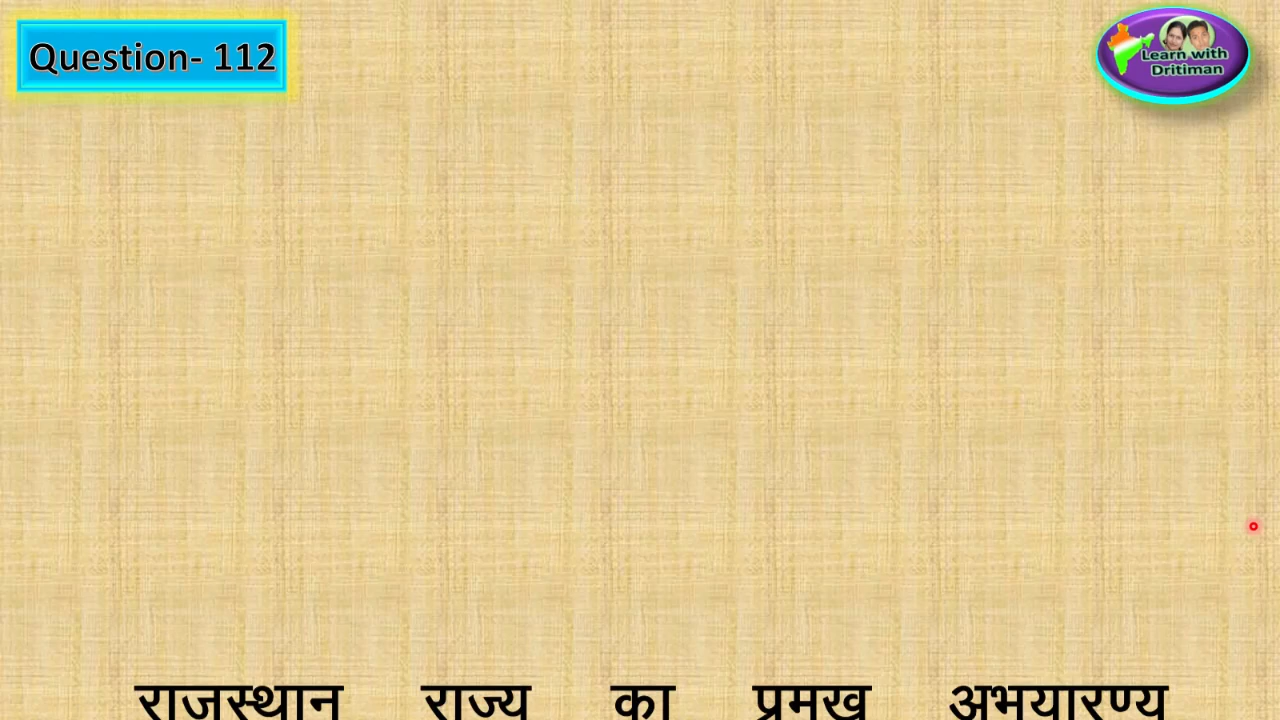 Question- 112
Learn with
Dritiman
राजस्थान राज्य का प्रमुख अभयारण्य